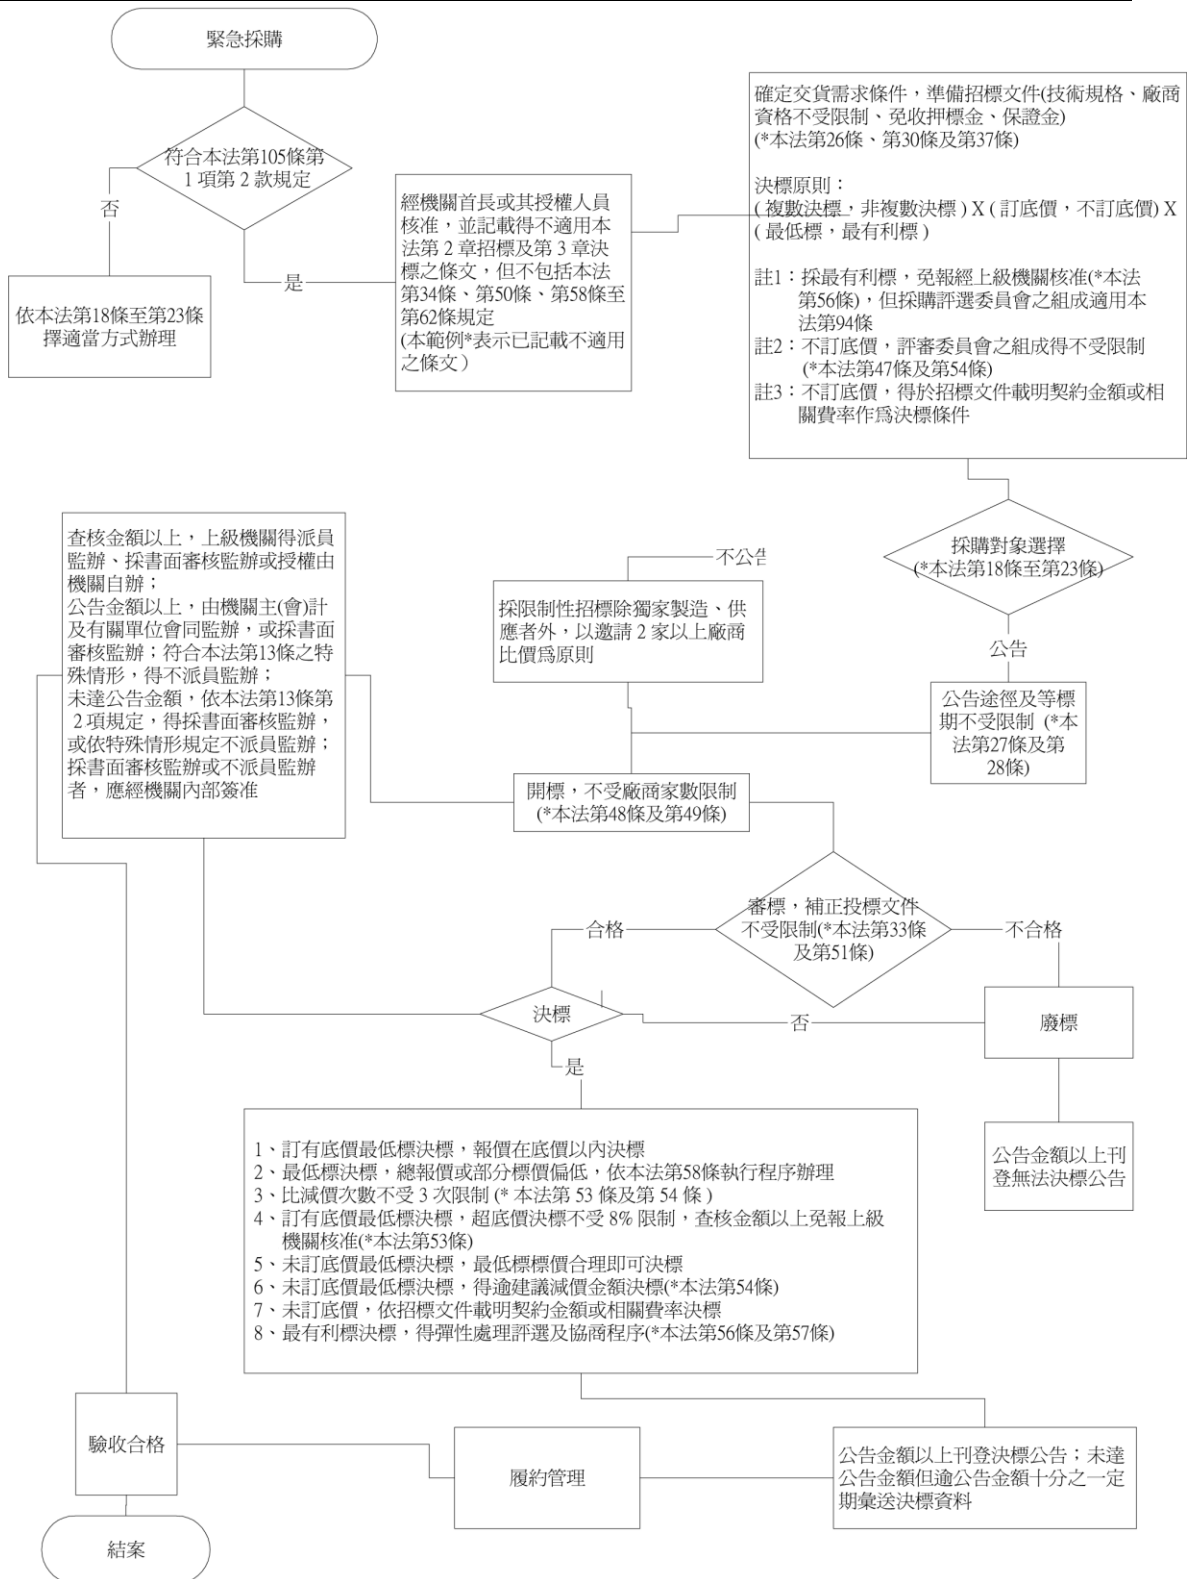 緊急採購
符合本法第105條第
1 項第 2 款規定
否
是
依本法第18條至第23條
擇適當方式辦理
經機關首長或其授權人員
核准，並記載得不適用本
法第 2 章招標及第 3 章決
標之條文，但不包括本法
第34條、第50條、第58條至
第62條規定
(本範例*表示已記載不適用
之條文）
確定交貨需求條件，準備招標文件(技術規格、廠商
資格不受限制、免收押標金、保證金)
(*本法第26條、第30條及第37條)
決標原則：
( 複數決標，非複數決標 ) X ( 訂底價，不訂底價) X
( 最低標，最有利標 )
註1：採最有利標，免報經上級機關核准(*本法
第56條)，但採購評選委員會之組成適用本
法第94條
註2：不訂底價，評審委員會之組成得不受限制
(*本法第47條及第54條)
註3：不訂底價，得於招標文件載明契約金額或相
關費率作爲決標條件
採購對象選擇
(*本法第18條至第23條)
不公告
公告
採限制性招標除獨家製造、供
應者外，以邀請 2 家以上廠商
比價爲原則
公告途徑及等標
期不受限制 (*本
法第27條及第
28條)
查核金額以上，上級機關得派員
監辦、採書面審核監辦或授權由
機關自辦；
公告金額以上，由機關主(會)計
及有關單位會同監辦，或採書面
審核監辦；符合本法第13條之特
殊情形，得不派員監辦；
未達公告金額，依本法第13條第
2 項規定，得採書面審核監辦，
或依特殊情形規定不派員監辦；
採書面審核監辦或不派員監辦
者，應經機關內部簽准
開標，不受廠商家數限制
(*本法第48條及第49條)
審標，補正投標文件
不受限制(*本法第33條
及第51條)
合格
不合格
決標
否
廢標
是
公告金額以上刊
登無法決標公告
1、訂有底價最低標決標，報價在底價以內決標
2、最低標決標，總報價或部分標價偏低，依本法第58條執行程序辦理
3、比減價次數不受 3 次限制 (* 本法第 53 條及第 54 條 )
4、訂有底價最低標決標，超底價決標不受 8% 限制，查核金額以上免報上級
機關核准(*本法第53條)
5、未訂底價最低標決標，最低標標價合理即可決標
6、未訂底價最低標決標，得逾建議減價金額決標(*本法第54條)
7、未訂底價，依招標文件載明契約金額或相關費率決標
8、最有利標決標，得彈性處理評選及協商程序(*本法第56條及第57條)
驗收合格
履約管理
公告金額以上刊登決標公告；未達
公告金額但逾公告金額十分之一定
期彙送決標資料
結案